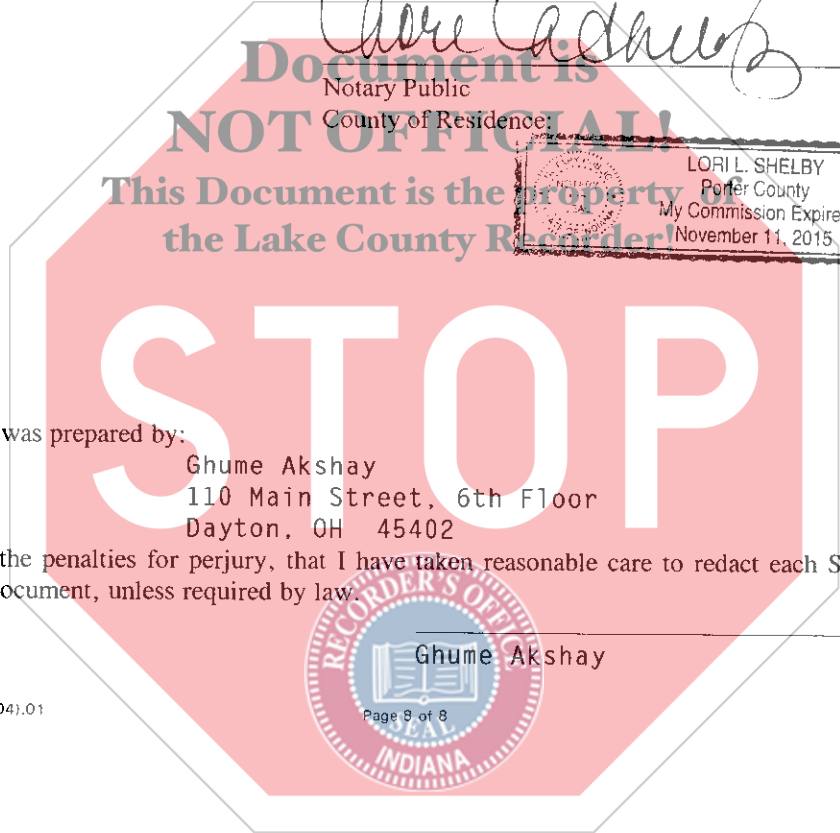 Document is
Notary Public
NOT OFFICIAL!
County of Residence:
LORI L. SHELBY
This Document is the property of
Porter County
My Commission Expire
the Lake County Recorder!
November 11, 2015
STOP
was prepared by:
Ghume Akshay
110 Main Street, 6th Floor
Dayton, OH 45402
the penalties for perjury, that I have taken reasonable care to redact each S
ocument, unless required by law.
RECORDER'S OFFICE
Ghume Akshay
04).01
Page 8 of 8
SEAL
INDIANA